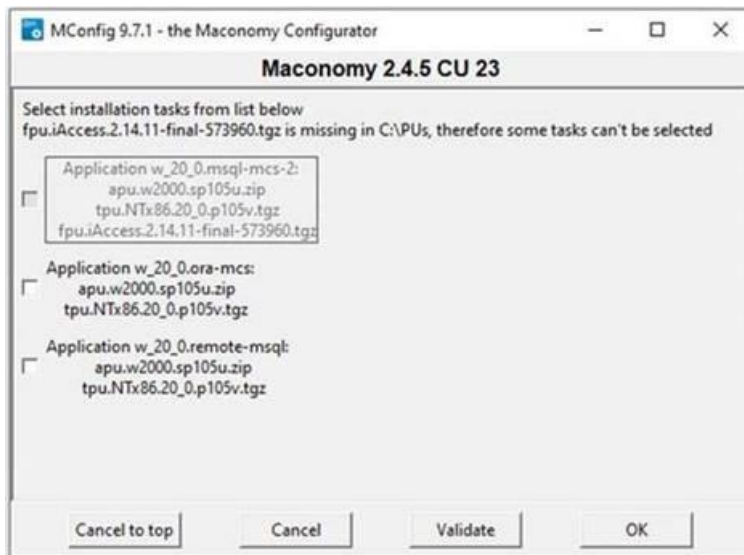 MConfig 9.7.1 - the Maconomy Configurator
Maconomy 2.4.5 CU 23
Select installation tasks from list below
fpu.iAccess.2.14.11-final-573960.tgz is missing in C:\PUs, therefore some tasks can't be selected
Application w_20_0.msql-mcs-2:
apu.w2000.sp105u.zip
tpu.NTx86.20_0.p105v.tgz
fpu.iAccess.2.14.11-final-573960.tgz
Application w_20_0.ora-mcs:
apu.w2000.sp105u.zip
tpu.NTx86.20_0.p105v.tgz
Application w_20_0.remote-msql:
apu.w2000.sp105u.zip
tpu.NTx86.20_0.p105v.tgz
Cancel to top Cancel Validate OK